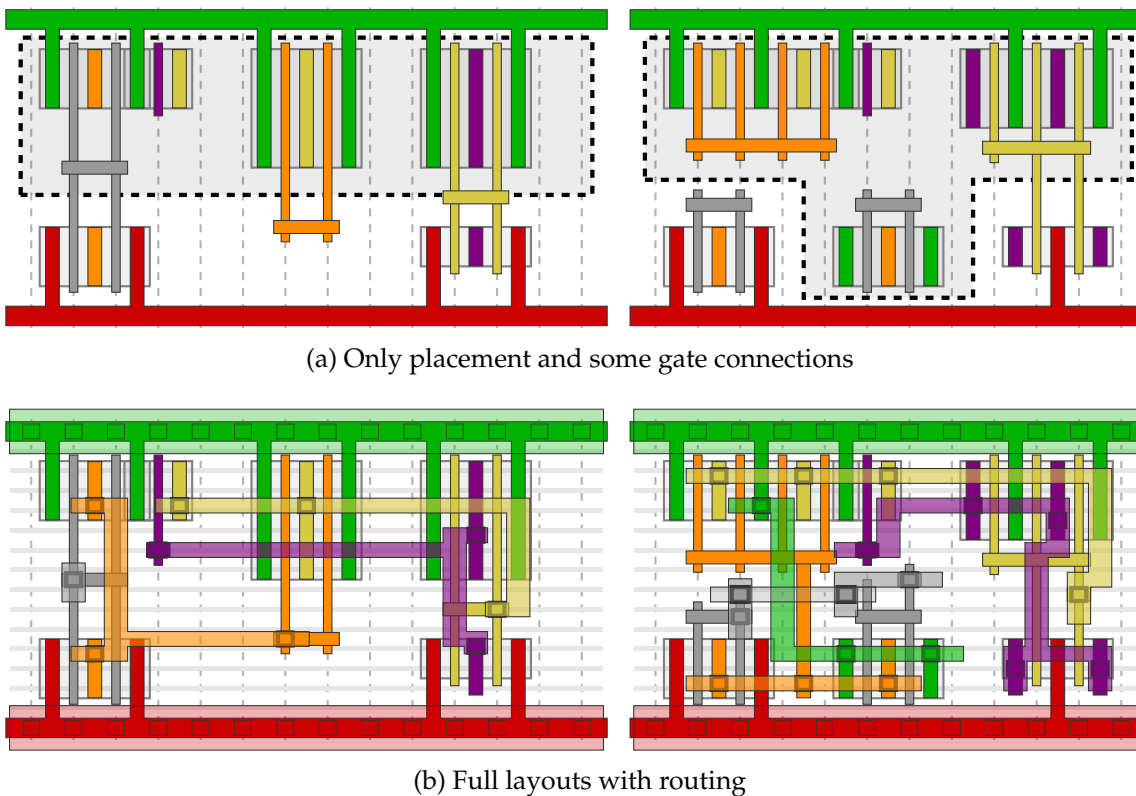 (a) Only placement and some gate connections
(b) Full layouts with routing